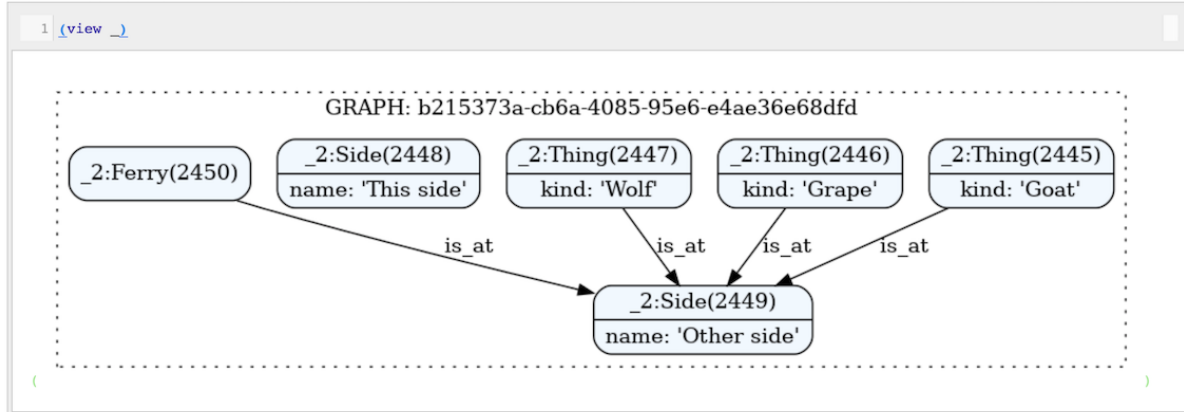 1 (view _)
GRAPH: b215373a-cb6a-4085-95e6-e4ae36e68dfd
_2:Ferry(2450)
_2:Side(2448)
name: 'This side'
_2:Thing(2447)
kind: 'Wolf'
_2:Thing(2446)
kind: 'Grape'
_2:Thing(2445)
kind: 'Goat'
is_at
is_at
is_at
is_at
_2:Side(2449)
name: 'Other side'
( )